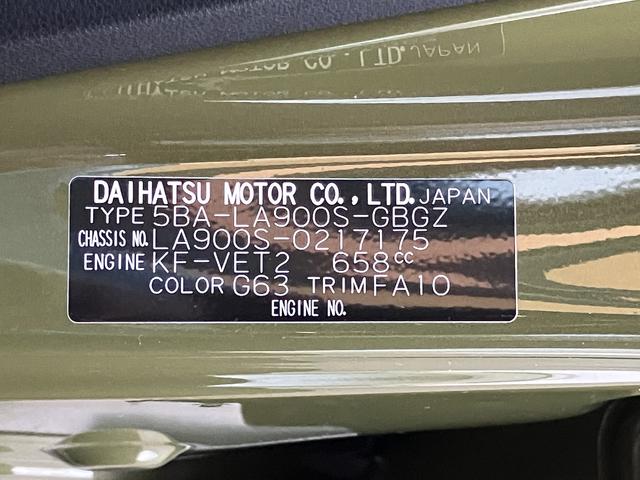 DAIHATSU MOTOR CO., LTD. JAPAN
TYPE 5BA-LA900S-GBGZ
CHASSIS NO. LA900S-0217175
ENGINE KF-VET2 658CC
COLOR G63 TRIM FA10
ENGINE NO.